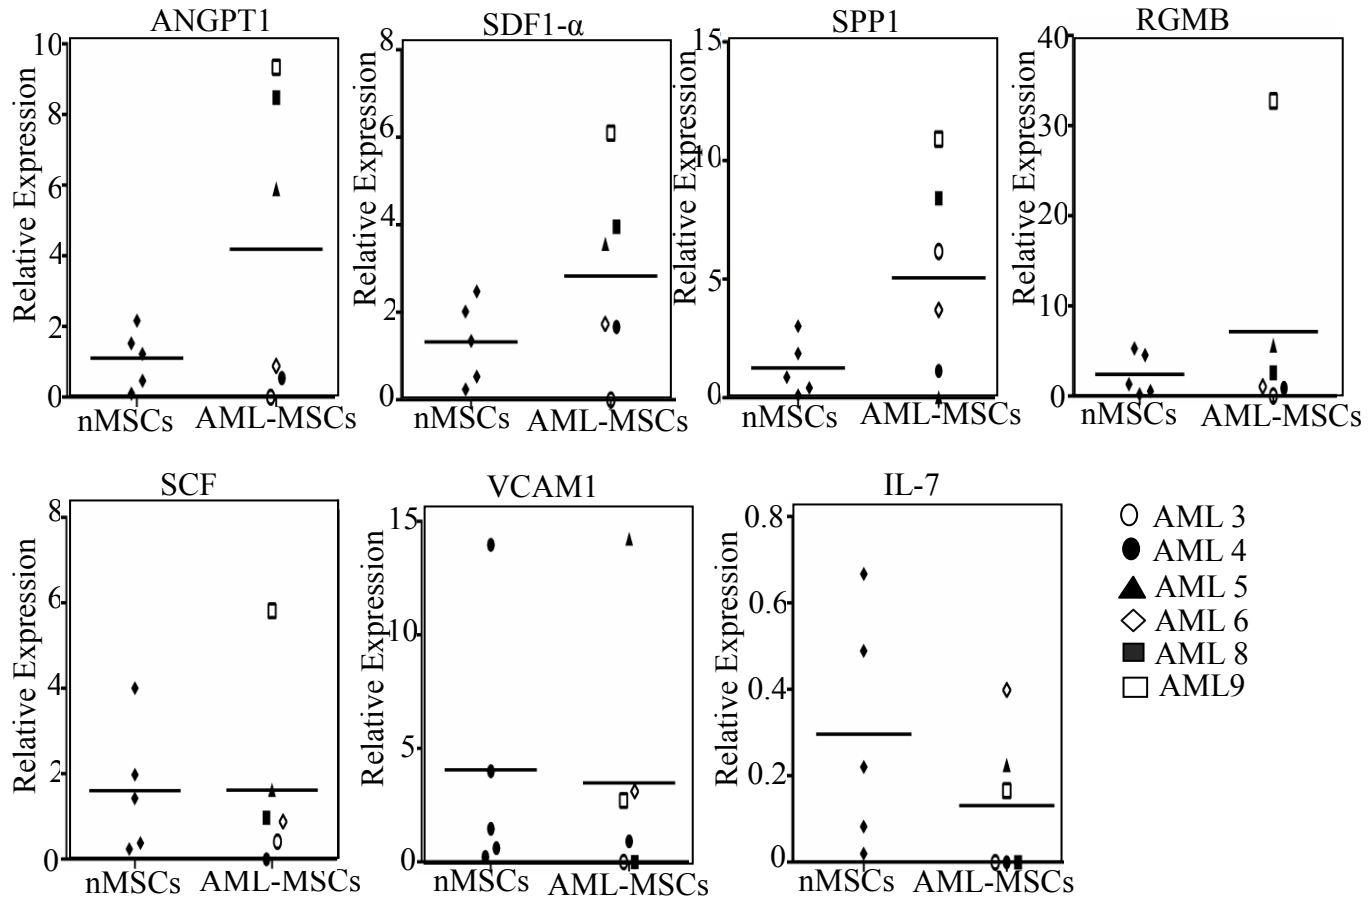 ANGPT1
Relative Expression
10
8
6
4
2
0
nMSCs
AML-MSCs
SDF1-α
Relative Expression
8
6
4
2
0
nMSCs
AML-MSCs
SPP1
Relative Expression
15
10
5
0
nMSCs
AML-MSCs
RGMB
Relative Expression
40
30
20
10
0
nMSCs
AML-MSCs
SCF
Relative Expression
8
6
4
2
0
nMSCs
AML-MSCs
VCAM1
Relative Expression
15
10
5
0
nMSCs
AML-MSCs
IL-7
Relative Expression
0.8
0.6
0.4
0.2
0
nMSCs
AML-MSCs
AML 3
AML 4
AML 5
AML 6
AML 8
AML9